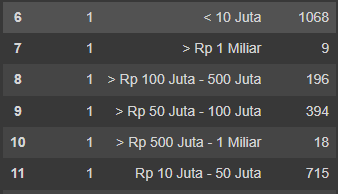 6 1 < 10 Juta 1068
7 1 > Rp 1 Miliar 9
8 1 > Rp 100 Juta - 500 Juta 196
9 1 > Rp 50 Juta - 100 Juta 394
10 1 > Rp 500 Juta - 1 Miliar 18
11 1 Rp 10 Juta - 50 Juta 715